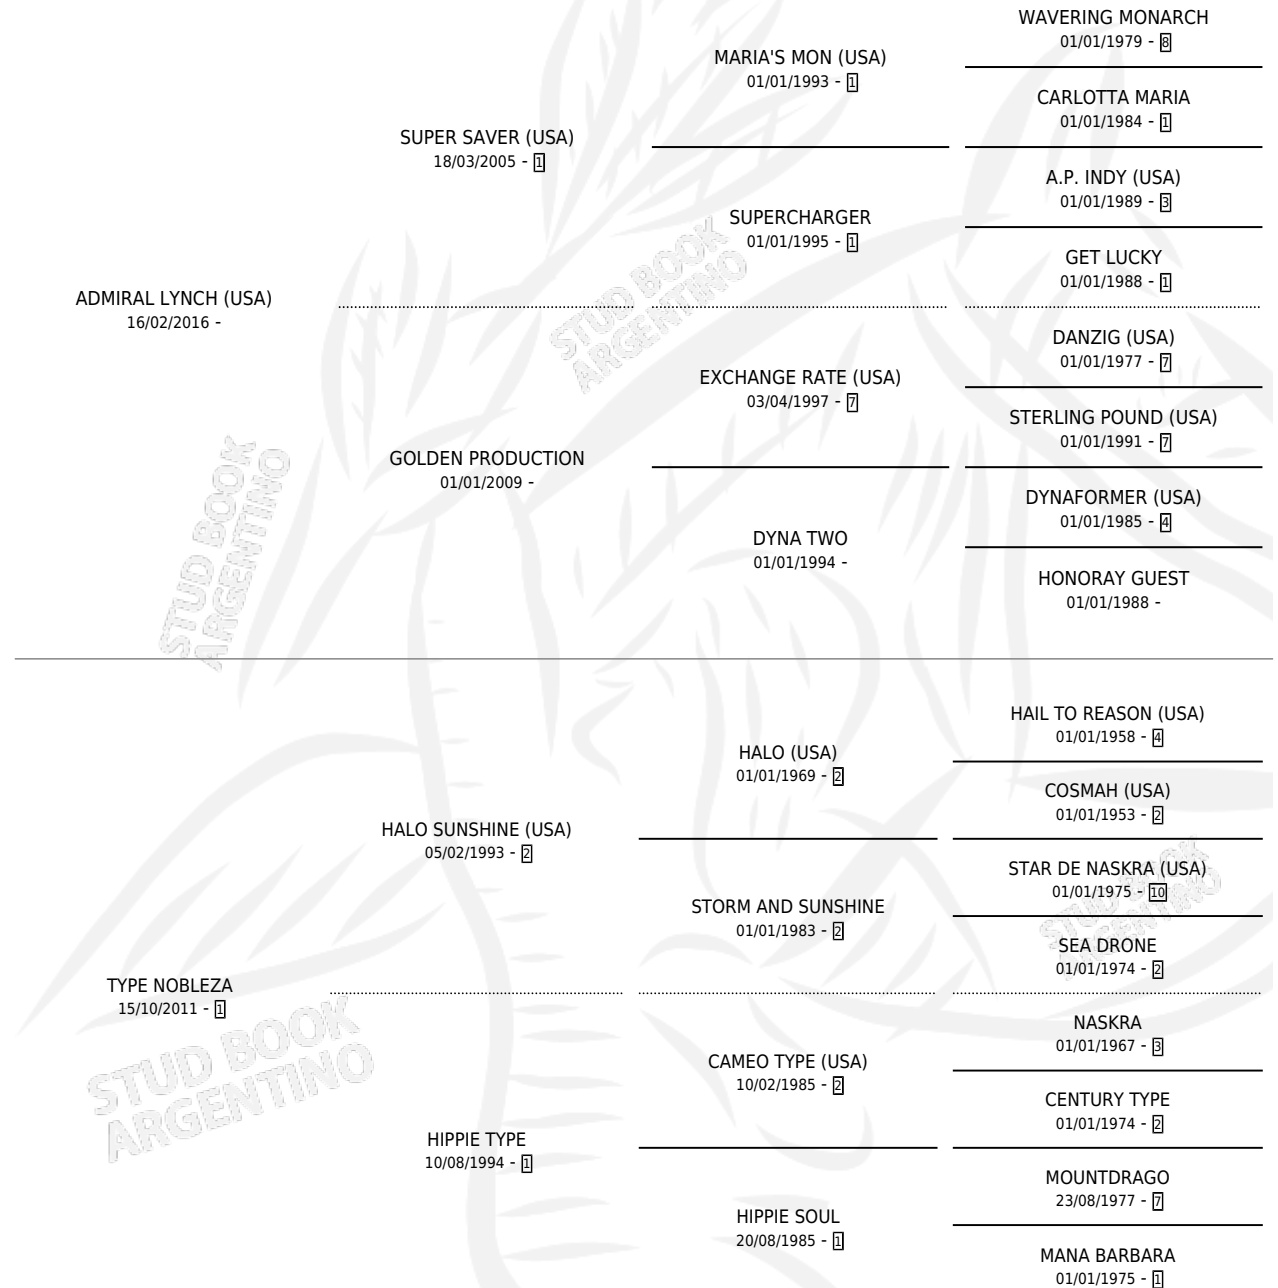 WAVERING MONARCH
01/01/1979 - 8
MARIA'S MON (USA)
01/01/1993 - 1
CARLOTTA MARIA
01/01/1984 - 1
SUPER SAVER (USA)
18/03/2005 - 1
A.P. INDY (USA)
01/01/1989 - 3
SUPERCHARGER
01/01/1995 - 1
GET LUCKY
01/01/1988 - 1
ADMIRAL LYNCH (USA)
16/02/2016 -
DANZIG (USA)
01/01/1977 - 7
EXCHANGE RATE (USA)
03/04/1997 - 7
STERLING POUND (USA)
01/01/1991 - 7
GOLDEN PRODUCTION
01/01/2009 -
DYNAFORMER (USA)
01/01/1985 - 4
DYNA TWO
01/01/1994 -
HONORAY GUEST
01/01/1988 -
HAIL TO REASON (USA)
01/01/1958 - 4
HALO (USA)
01/01/1969 - 2
COSMAH (USA)
01/01/1953 - 2
HALO SUNSHINE (USA)
05/02/1993 - 2
STAR DE NASKRA (USA)
01/01/1975 - 10
STORM AND SUNSHINE
01/01/1983 - 2
SEA DRONE
01/01/1974 - 2
TYPE NOBLEZA
15/10/2011 - 1
NASKRA
01/01/1967 - 3
CAMEO TYPE (USA)
10/02/1985 - 2
CENTURY TYPE
01/01/1974 - 2
HIPPIE TYPE
10/08/1994 - 1
MOUNTDRAGO
23/08/1977 - 7
HIPPIE SOUL
20/08/1985 - 1
MANA BARBARA
01/01/1975 - 1
STUD BOOK
ARGENTINO
STUD BOOK
ARGENTINO
STUD BOOK
ARGENTINO
STUD BOOK
ARGENTINO